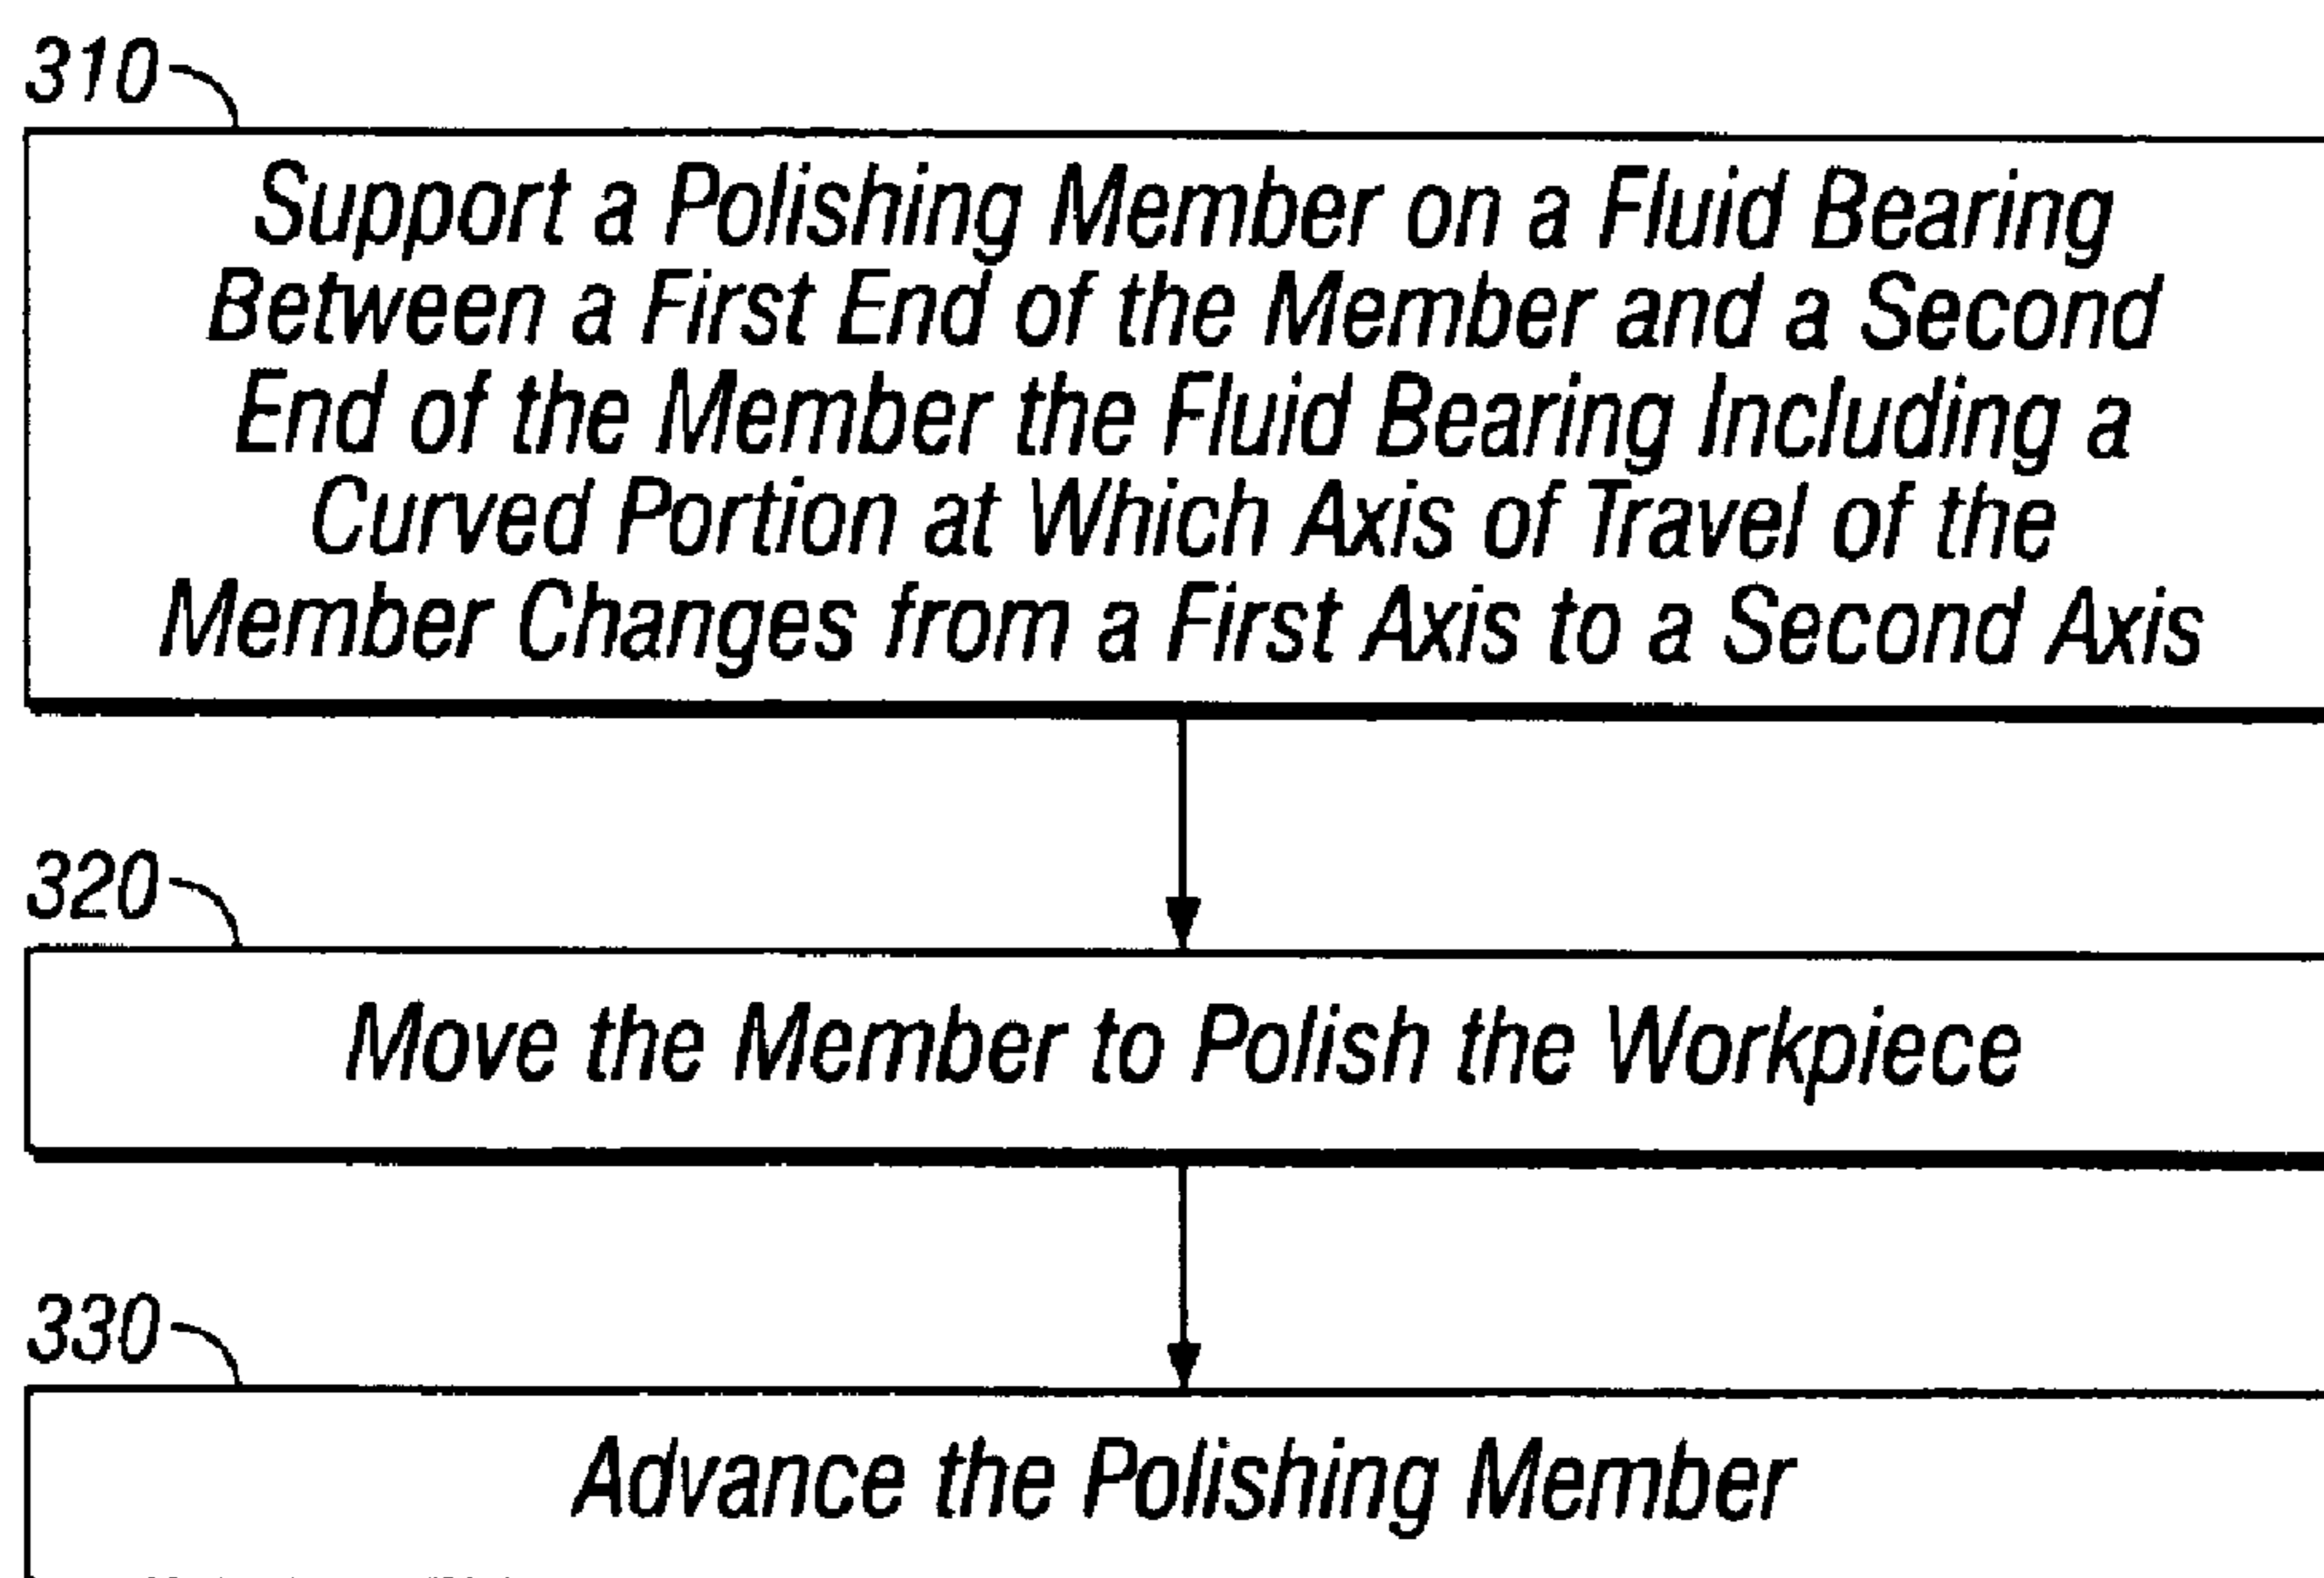 310
Support a Polishing Member on a Fluid Bearing
Between a First End of the Member and a Second
End of the Member the Fluid Bearing Including a
Curved Portion at Which Axis of Travel of the
Member Changes from a First Axis to a Second Axis
320
Move the Member to Polish the Workpiece
330
Advance the Polishing Member